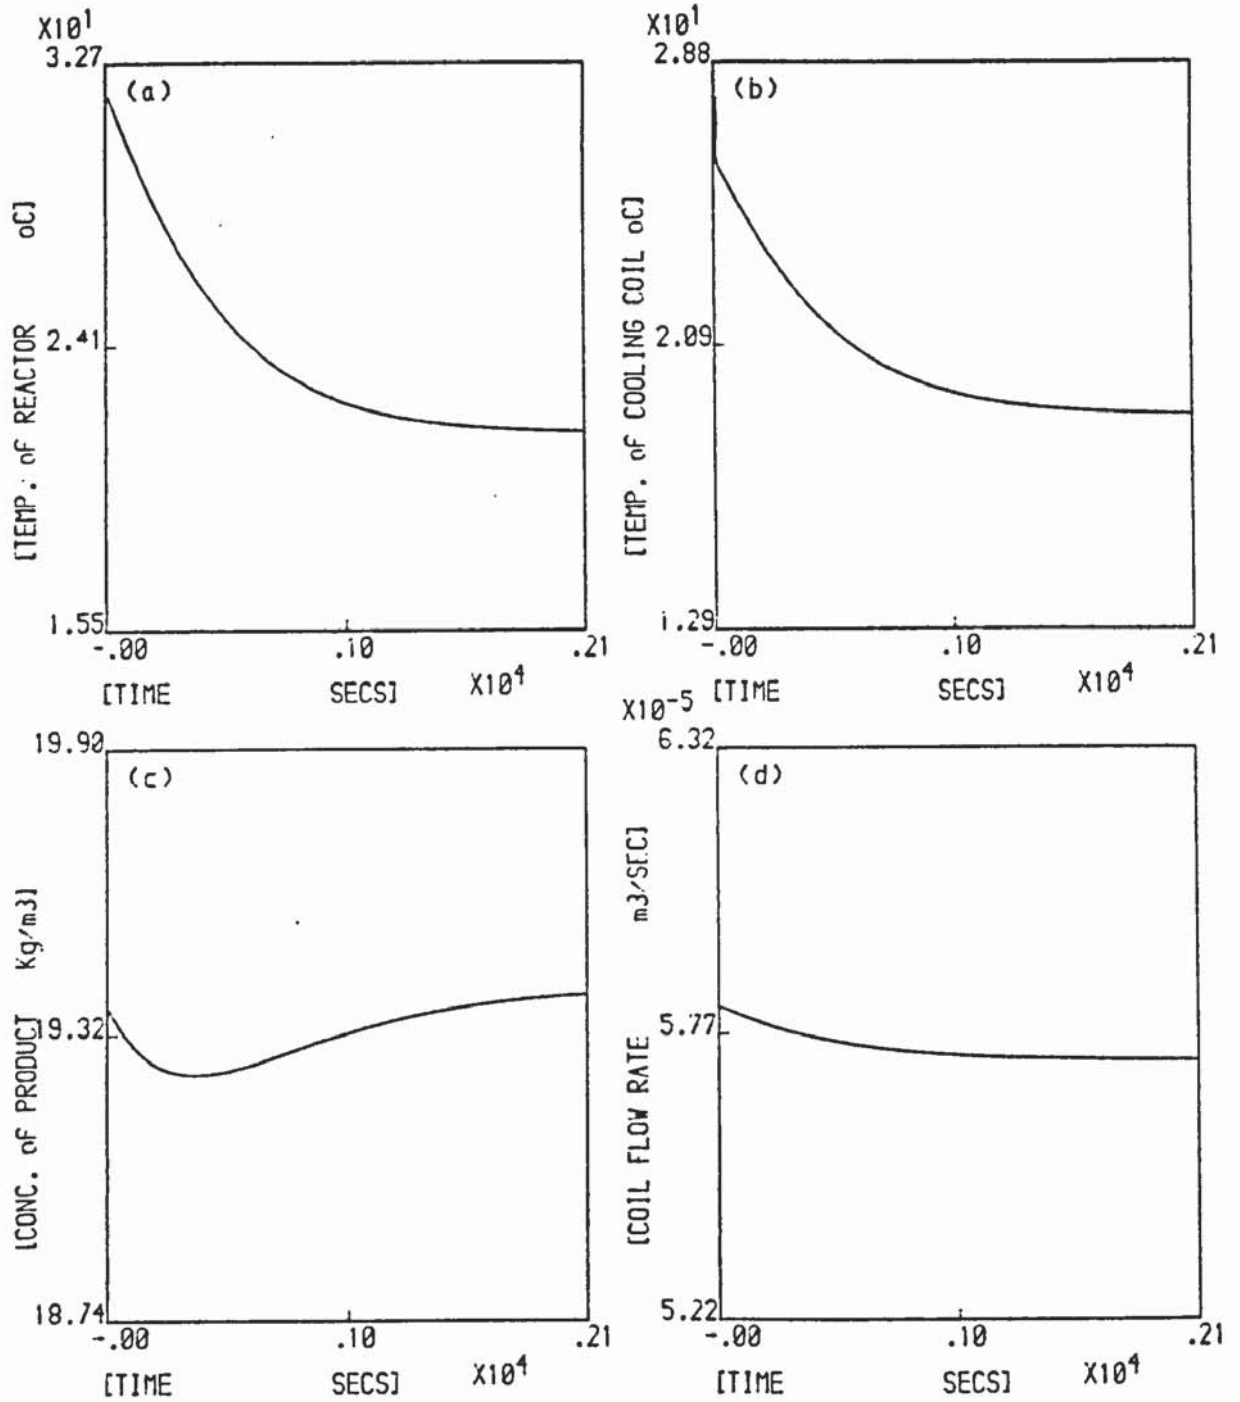 X10¹
3.27
(a)
[TEMP. of REACTOR oC]
2.41
1.55
-.00 .10 .21
[TIME SECS] X10⁴
X10¹
2.88
(b)
[TEMP. of COOLING COIL oC]
2.09
1.29
-.00 .10 .21
[TIME SECS] X10⁴
19.90
(c)
[CONC. of PRODUCT Kg/m3]
19.32
18.74
-.00 .10 .21
[TIME SECS] X10⁴
X10⁻⁵
6.32
(d)
[COIL FLOW RATE m3/SEC]
5.77
5.22
-.00 .10 .21
[TIME SECS] X10⁴